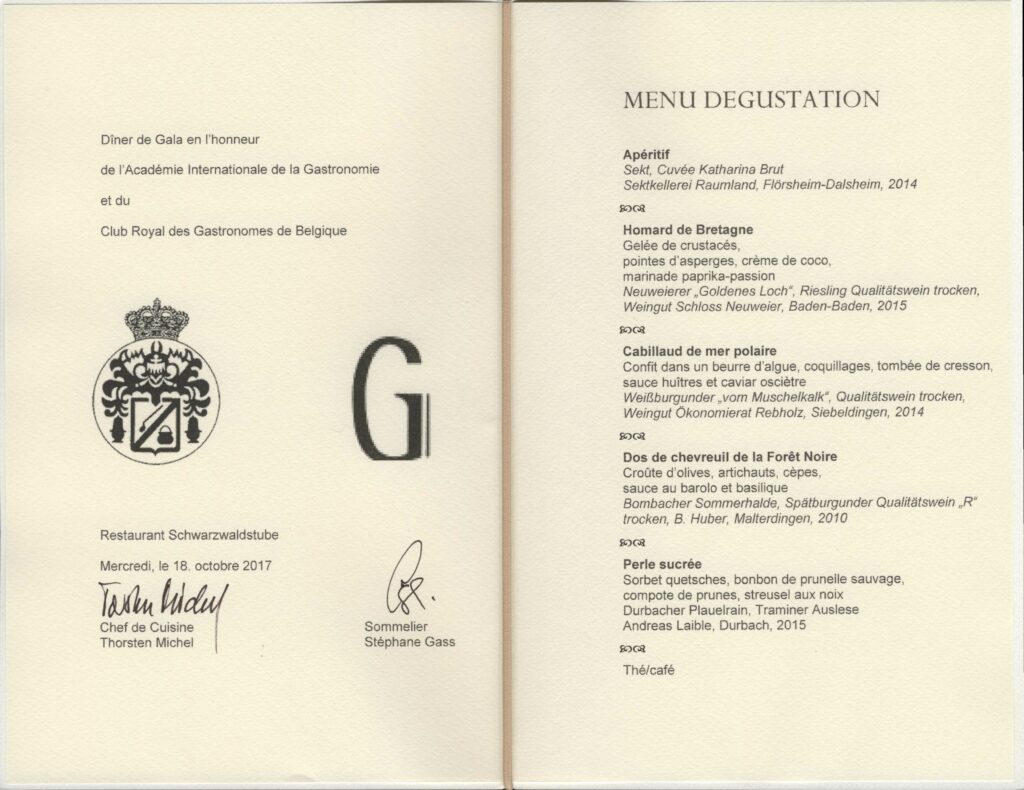 Dîner de Gala en l'honneur
de l'Académie Internationale de la Gastronomie
et du
Club Royal des Gastronomes de Belgique
G
Restaurant Schwarzwaldstube
Mercredi, le 18. octobre 2017
Chef de Cuisine
Thorsten Michel
Sommelier
Stéphane Gass
MENU DEGUSTATION
Apéritif
Sekt, Cuvée Katharina Brut
Sektkellerei Raumland, Flörsheim-Dalsheim, 2014
Homard de Bretagne
Gelée de crustacés,
pointes d'asperges, crème de coco,
marinade paprika-passion
Neuweierer „Goldenes Loch“, Riesling Qualitätswein trocken,
Weingut Schloss Neuweier, Baden-Baden, 2015
Cabillaud de mer polaire
Confit dans un beurre d'algue, coquillages, tombée de cresson,
sauce huîtres et caviar osciètre
Weißburgunder „vom Muschelkalk“, Qualitätswein trocken,
Weingut Ökonomierat Rebholz, Siebeldingen, 2014
Dos de chevreuil de la Forêt Noire
Croûte d'olives, artichauts, cèpes,
sauce au barolo et basilique
Bombacher Sommerhalde, Spätburgunder Qualitätswein „R“
trocken, B. Huber, Malterdingen, 2010
Perle sucrée
Sorbet quetsches, bonbon de prunelle sauvage,
compote de prunes, streusel aux noix
Durbacher Plauelrain, Traminer Auslese
Andreas Laible, Durbach, 2015
Thé/café